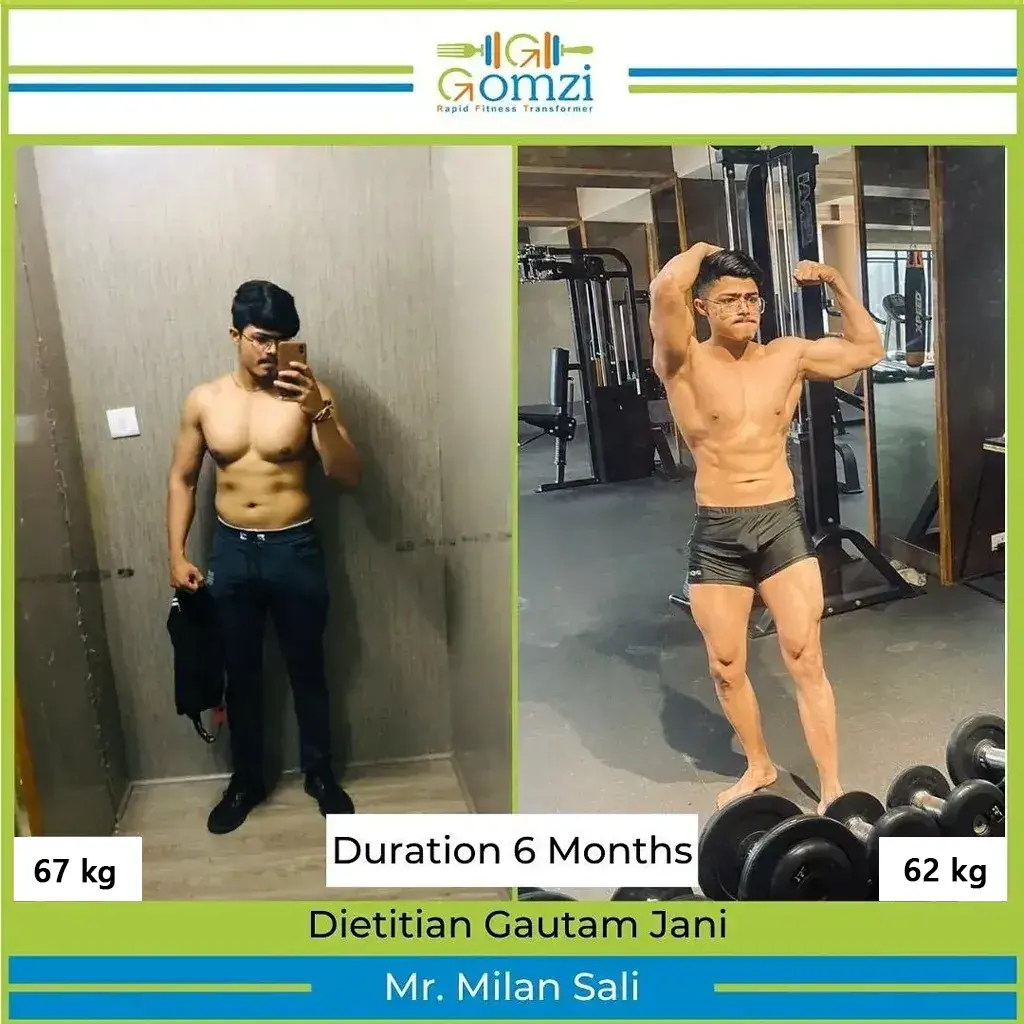 Gomzi
Rapid Fitness Transformer
XPEED
67 kg
Duration 6 Months
62 kg
Dietitian Gautam Jani
Mr. Milan Sali